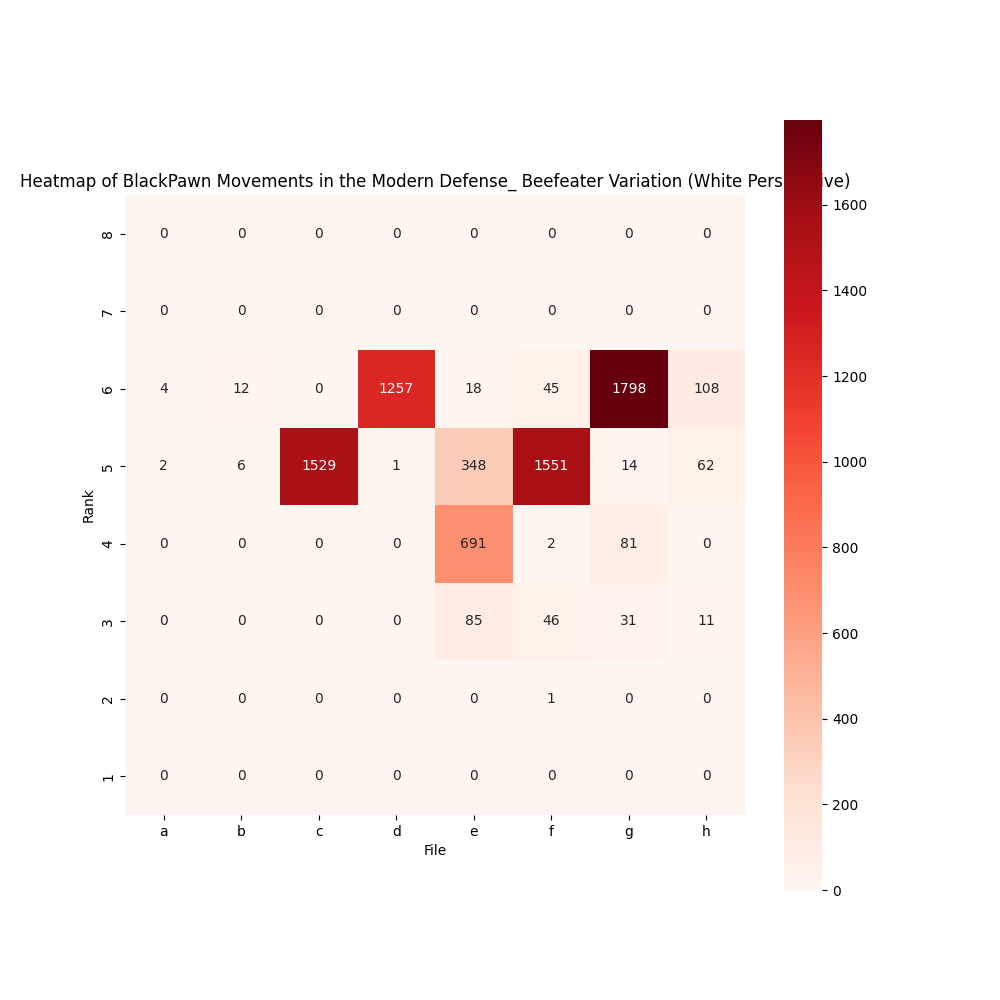 Heatmap of BlackPawn Movements in the Modern Defense_ Beefeater Variation (White Pers ive)
8 0 0 0 0 0 0 0 0
7 0 0 0 0 0 0 0 0
6 4 12 0 1257 18 45 1798 108
5 2 6 1529 1 348 1551 14 62
4 0 0 0 0 691 2 81 0
3 0 0 0 0 85 46 31 11
2 0 0 0 0 0 1 0 0
1 0 0 0 0 0 0 0 0
a b c d e f g h
File
Rank
1600
1400
1200
1000
800
600
400
200
0